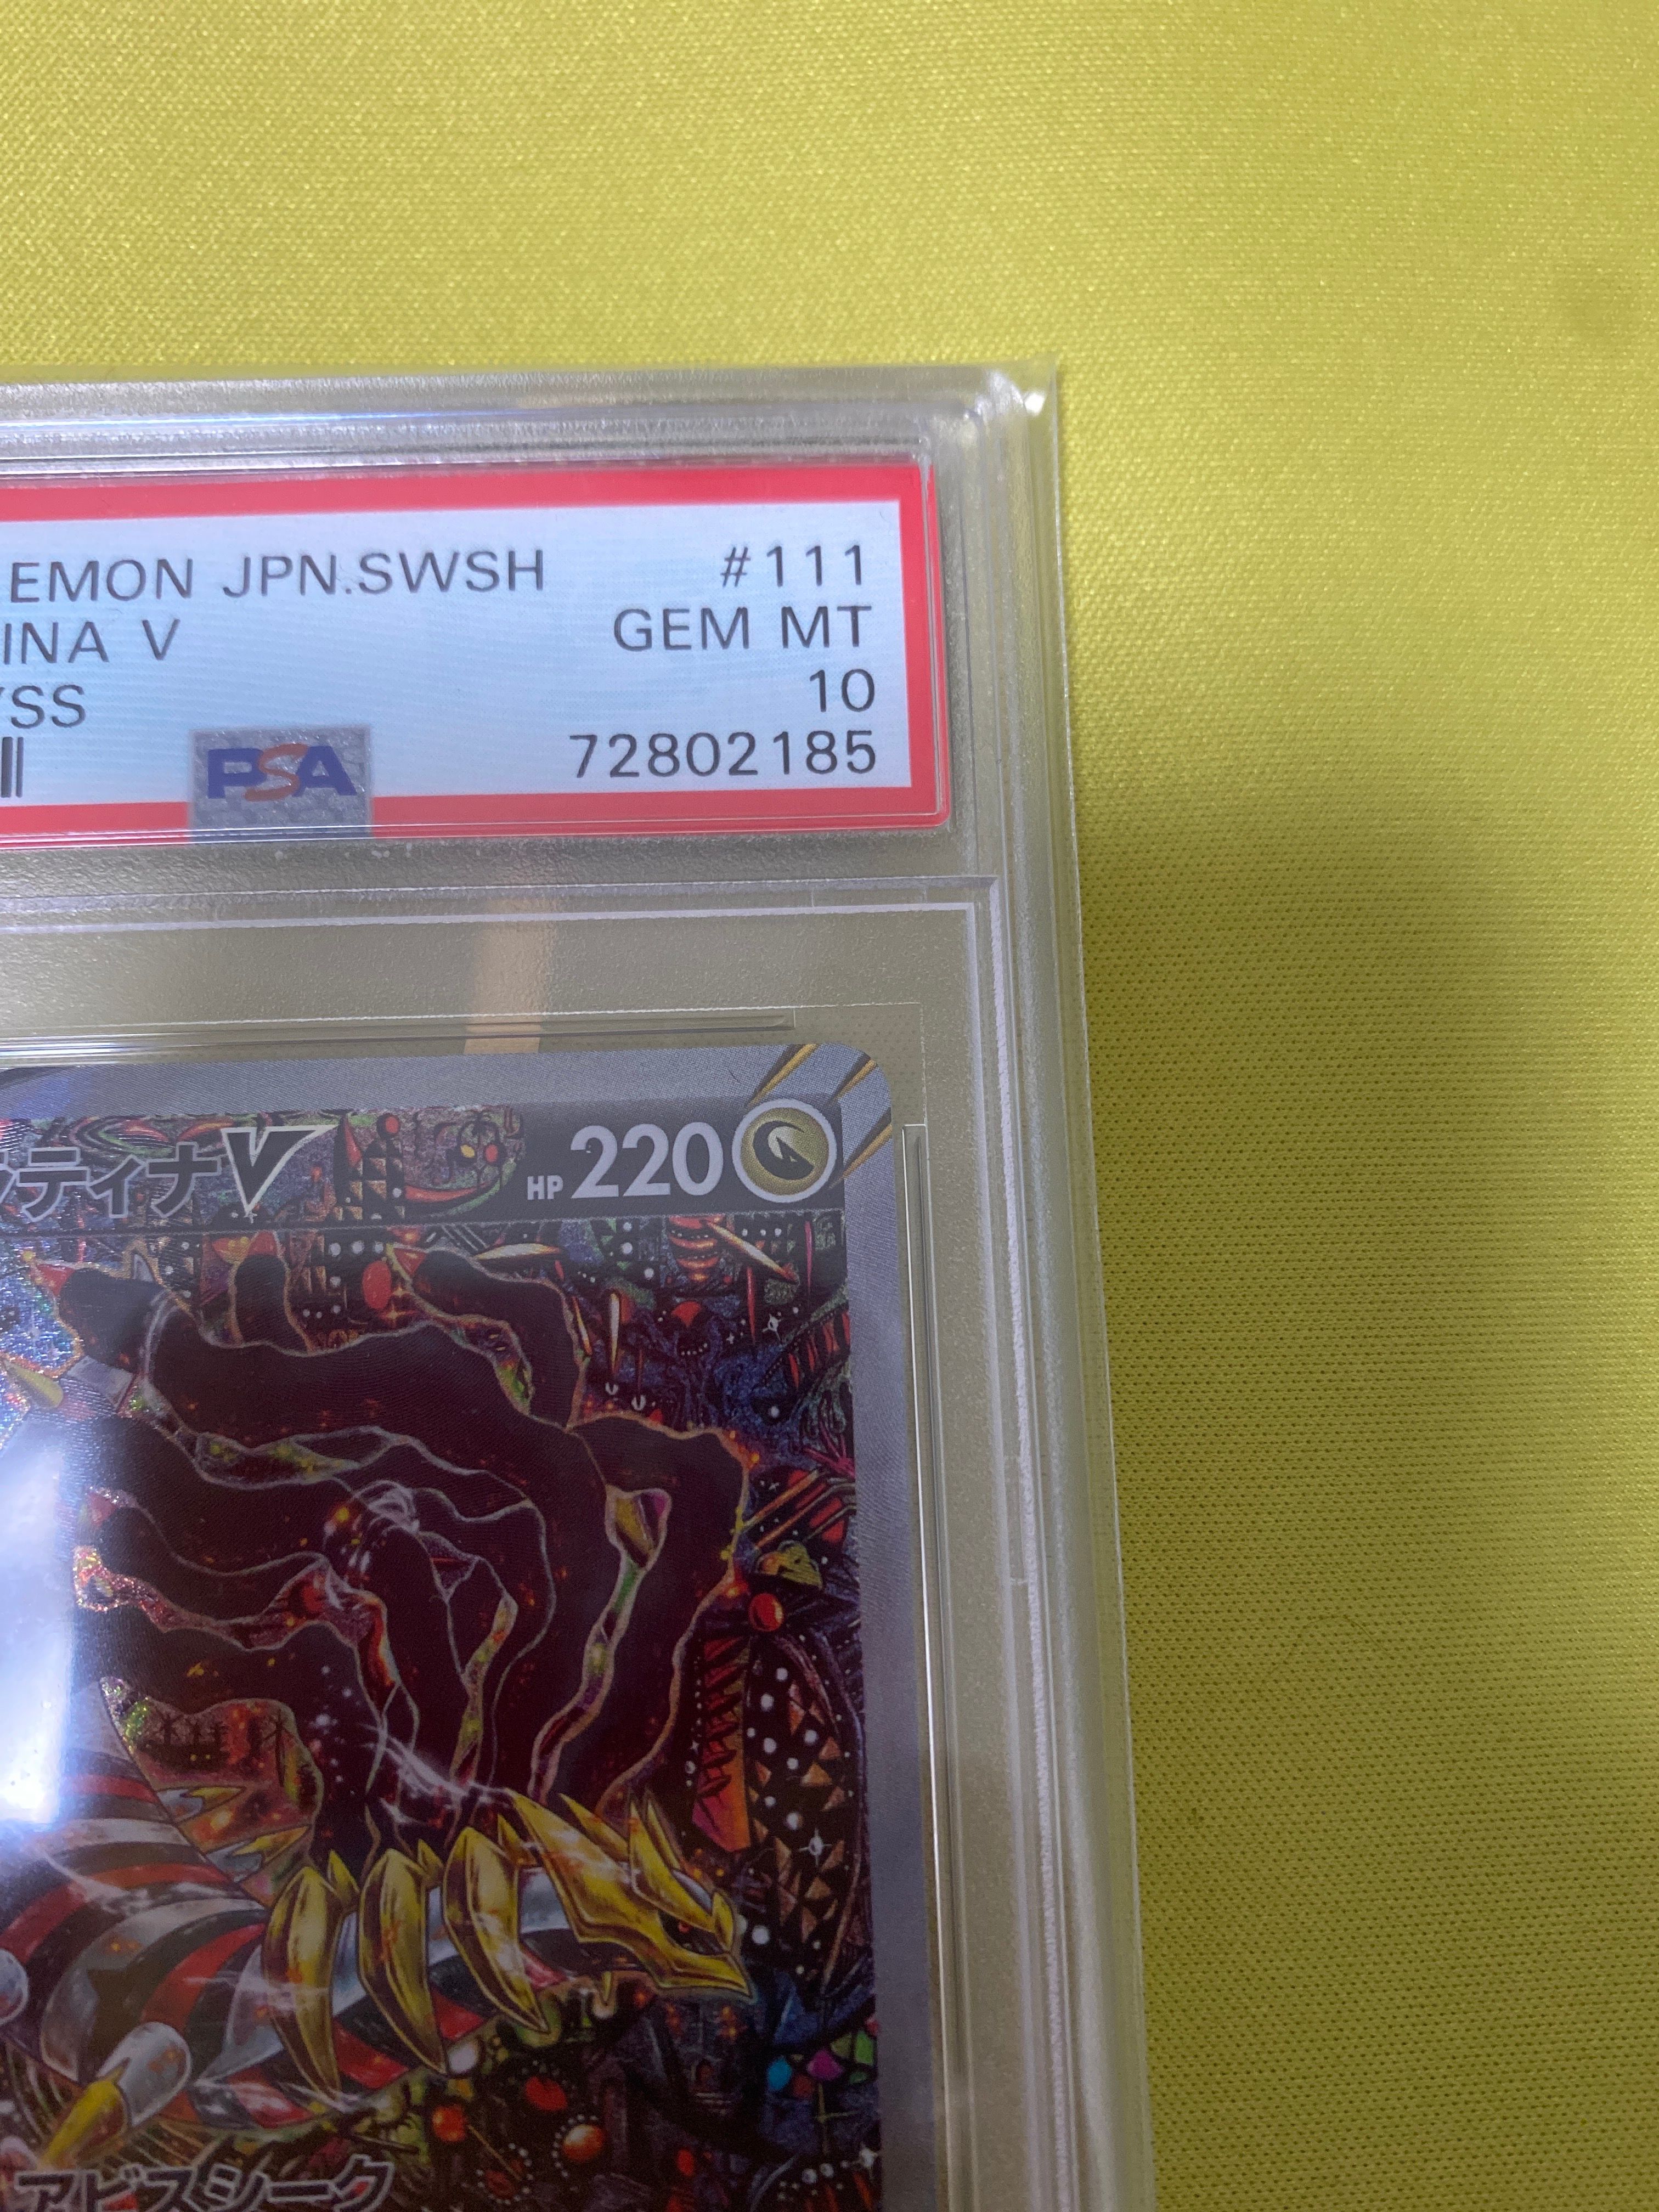 EMON JPN.SWSH #111
INA V GEM MT
YSS 10
PSA 72802185
ラティナV HP 220
アビスシーク